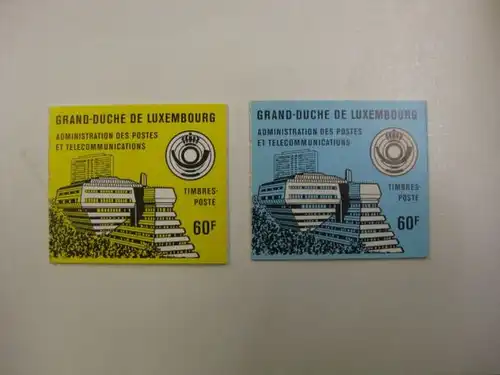 GRAND-DUCHE DE LUXEMBOURG
ADMINISTRATION DES POSTES
ET TELECOMMUNICATIONS
TIMBRES-
POSTE
60F
GRAND-DUCHE DE LUXEMBOURG
ADMINISTRATION DES POSTES
ET TELECOMMUNICATIONS
TIMBRES-
POSTE
60F